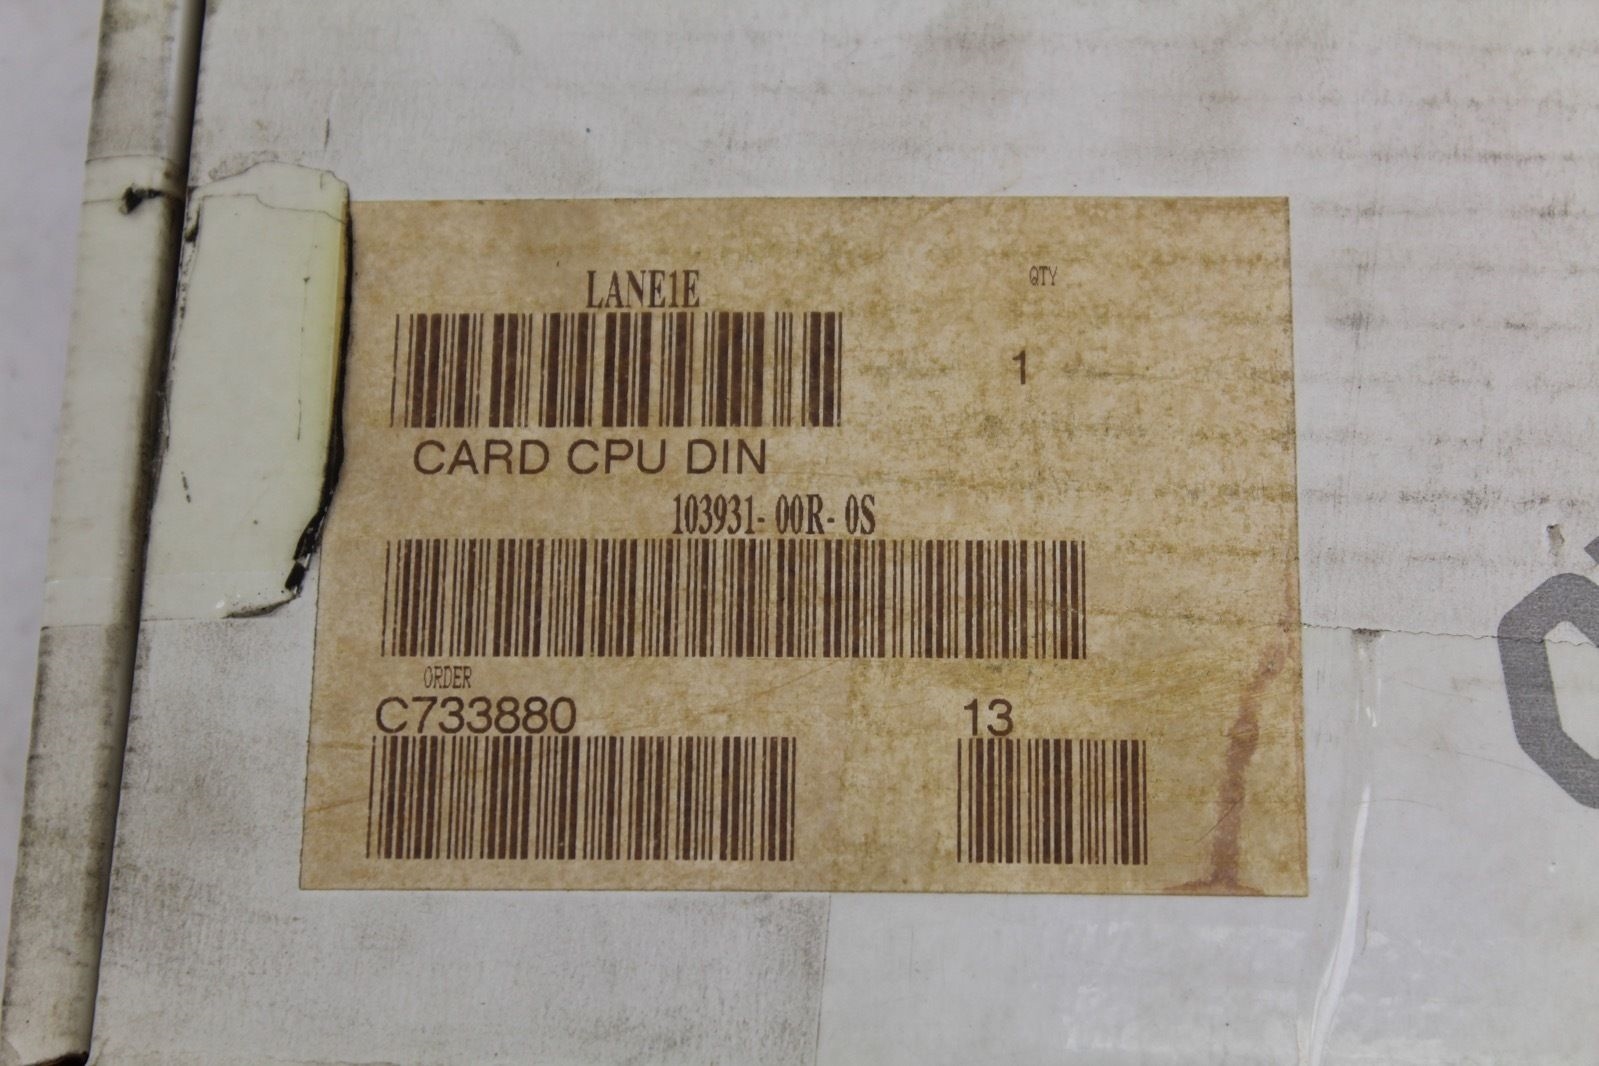 LANE1E
QTY
1
CARD CPU DIN
103931-00R-0S
ORDER
C733880
13